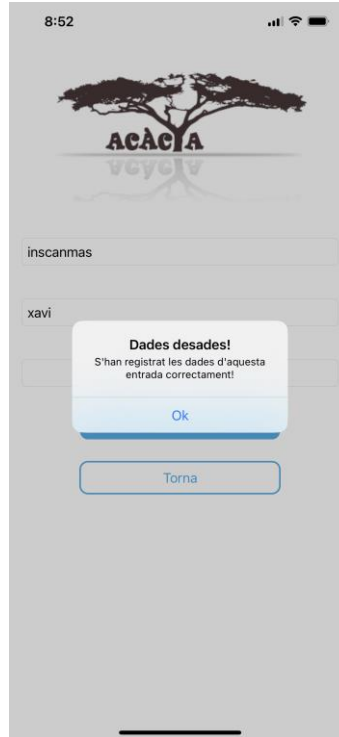 8:52
ACÀCIA
inscanmas
xavi
Dades desades!
S'han registrat les dades d'aquesta
entrada correctament!
Ok
Torna